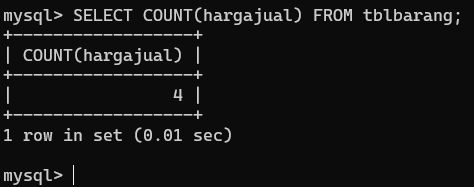 mysql> SELECT COUNT(hargajual) FROM tblbarang;
+------------------+
| COUNT(hargajual) |
+------------------+
|                4 |
+------------------+
1 row in set (0.01 sec)

mysql>